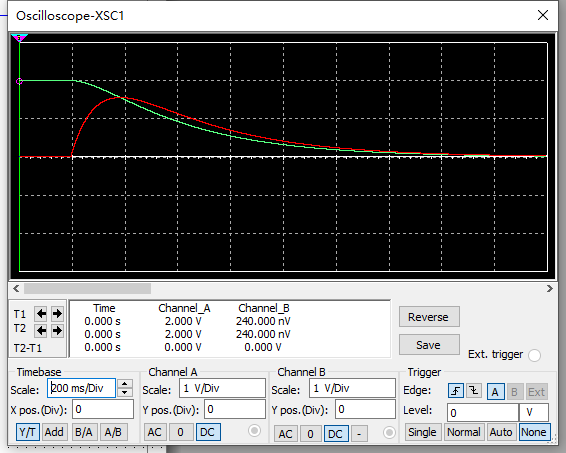 Oscilloscope-XSC1
T1
T2
T2-T1
Time Channel_A Channel_B
0.000 s 2.000 V 240.000 nV
0.000 s 2.000 V 240.000 nV
0.000 s 0.000 V 0.000 V
Reverse
Save
Ext. trigger
Timebase
Scale: 200 ms/Div
X pos.(Div): 0
Y/T Add B/A A/B
Channel A
Scale: 1 V/Div
Y pos.(Div): 0
AC 0 DC
Channel B
Scale: 1 V/Div
Y pos.(Div): 0
AC 0 DC -
Trigger
Edge: A B Ext
Level: 0 V
Single Normal Auto None